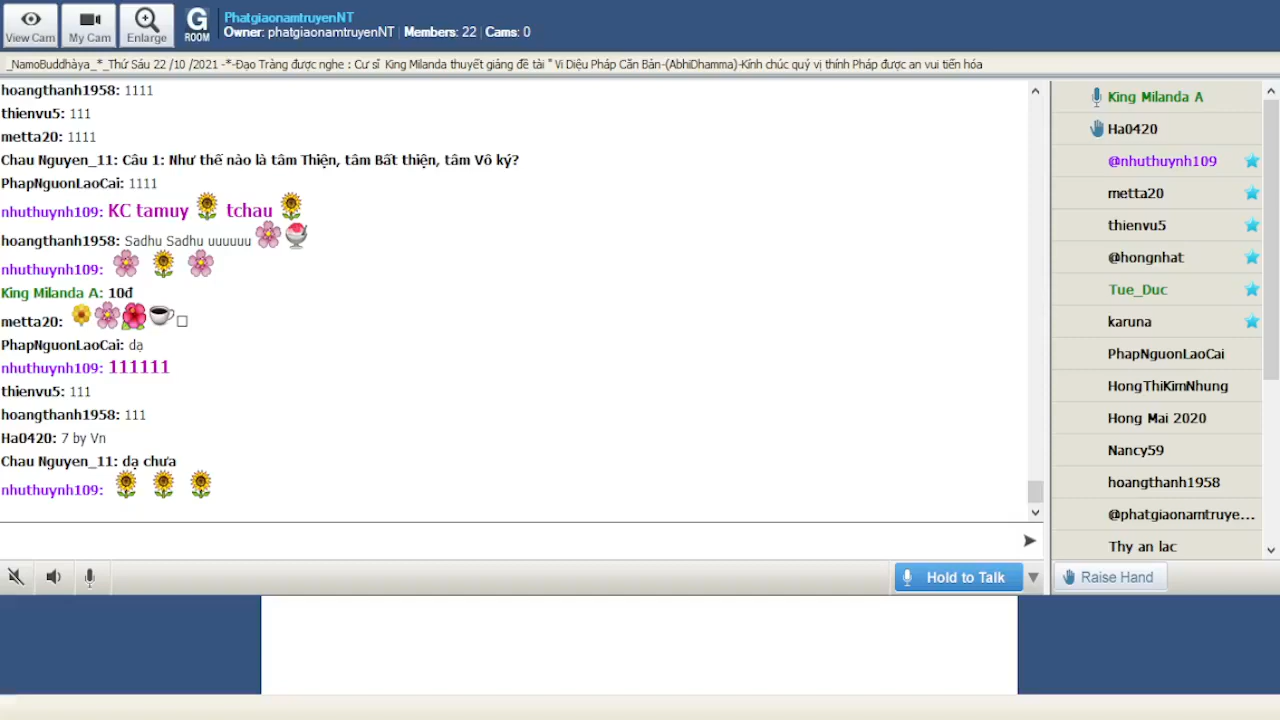 View Cam
My Cam
Enlarge
G
ROOM
PhatgiaonamtruyenNT
Owner: phatgiaonamtruyenNT | Members: 22 | Cams: 0
_NamoBuddhàya_*_Thứ Sáu 22 /10 /2021 -*-Đạo Tràng được nghe : Cư sĩ King Milanda thuyết giảng đề tài " Vi Diệu Pháp Căn Bản-(AbhiDhamma)-Kính chúc quý vị thính Pháp được an vui tiến hóa
hoangthanh1958: 1111
thienvu5: 111
metta20: 1111
Chau Nguyen_11: Câu 1: Như thế nào là tâm Thiện, tâm Bất thiện, tâm Vô ký?
PhapNguonLaoCai: 1111
nhuthuynh109: KC tamuy tchau
hoangthanh1958: Sadhu Sadhu uuuuuu
nhuthuynh109:
King Milanda A: 10đ
metta20:
PhapNguonLaoCai: dạ
nhuthuynh109: 111111
thienvu5: 111
hoangthanh1958: 111
Ha0420: 7 by Vn
Chau Nguyen_11: dạ chưa
nhuthuynh109:
Hold to Talk
King Milanda A
Ha0420
@nhuthuynh109
metta20
thienvu5
@hongnhat
Tue_Duc
karuna
PhapNguonLaoCai
HongThiKimNhung
Hong Mai 2020
Nancy59
hoangthanh1958
@phatgiaonamtruye...
Thy an lac
Raise Hand